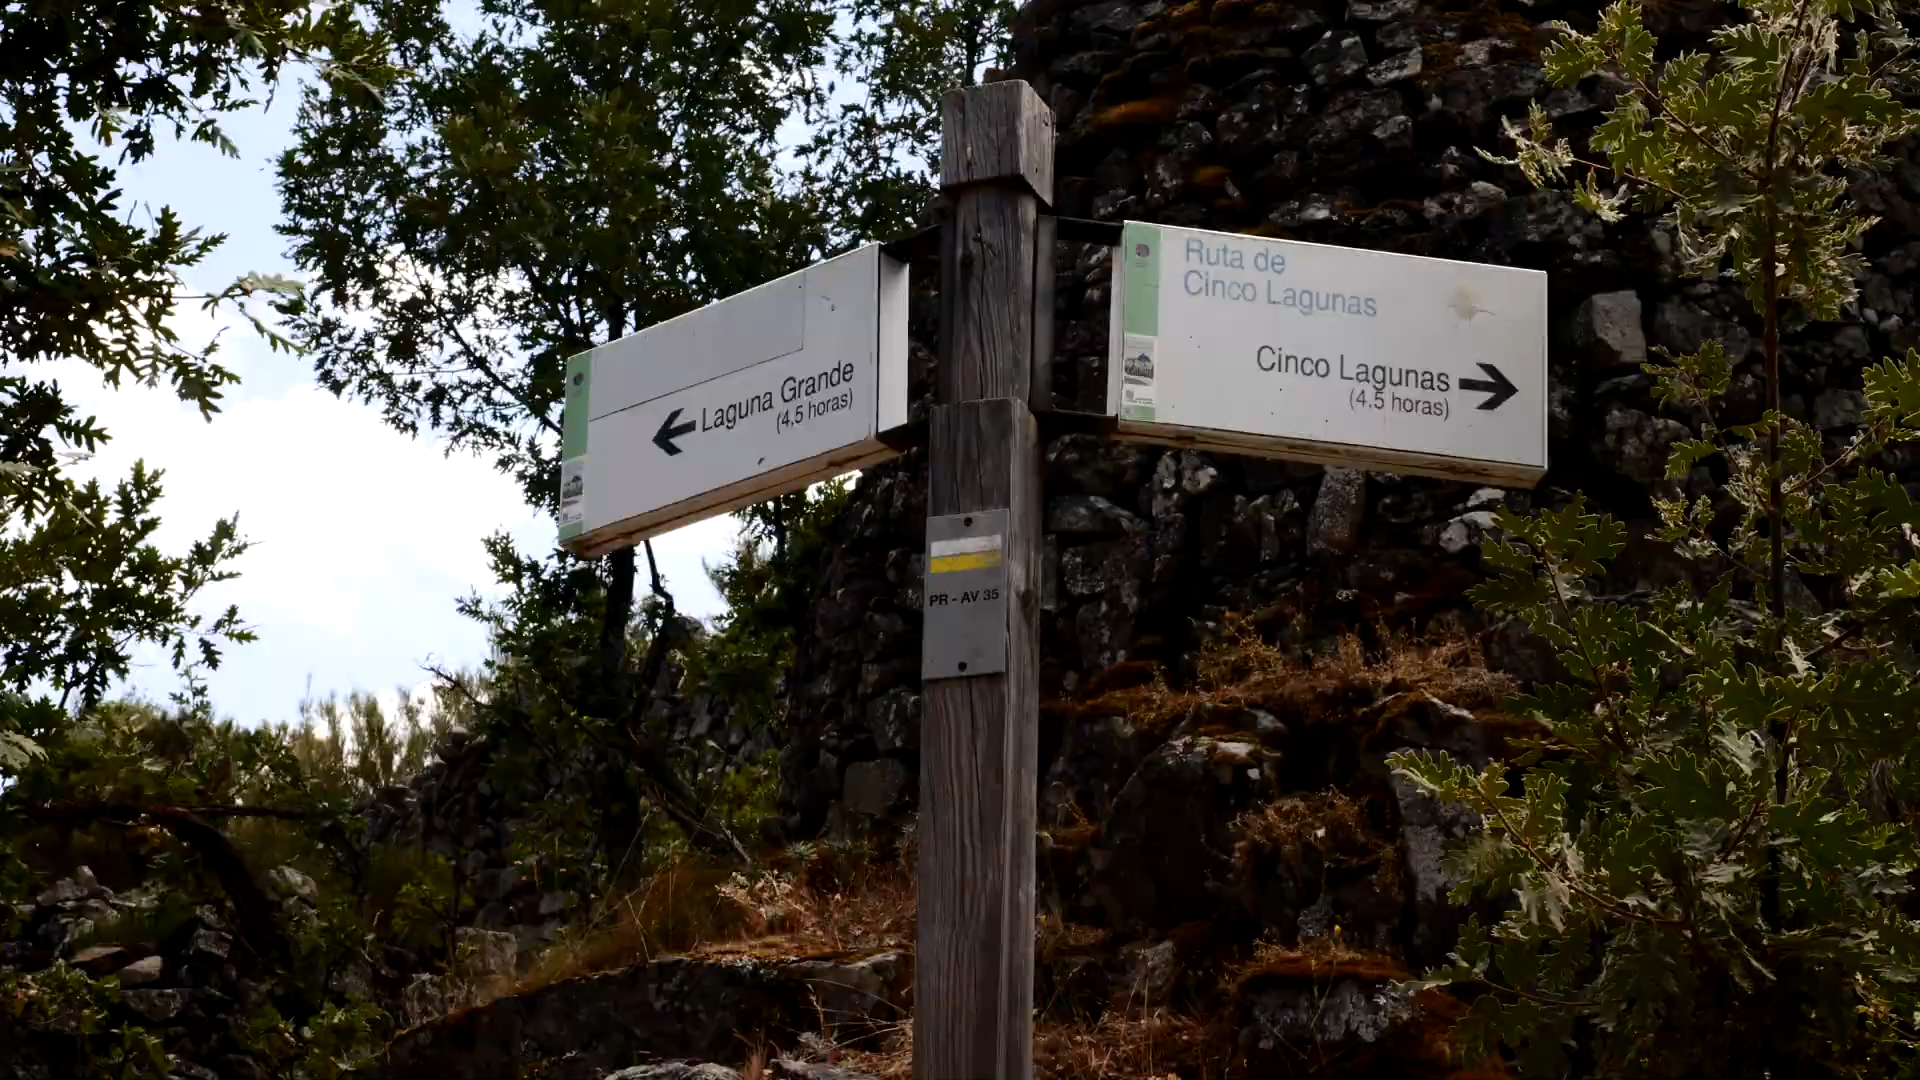 Laguna Grande
(4,5 horas)
Ruta de
Cinco Lagunas
Cinco Lagunas
(4.5 horas)
PR - AV 35